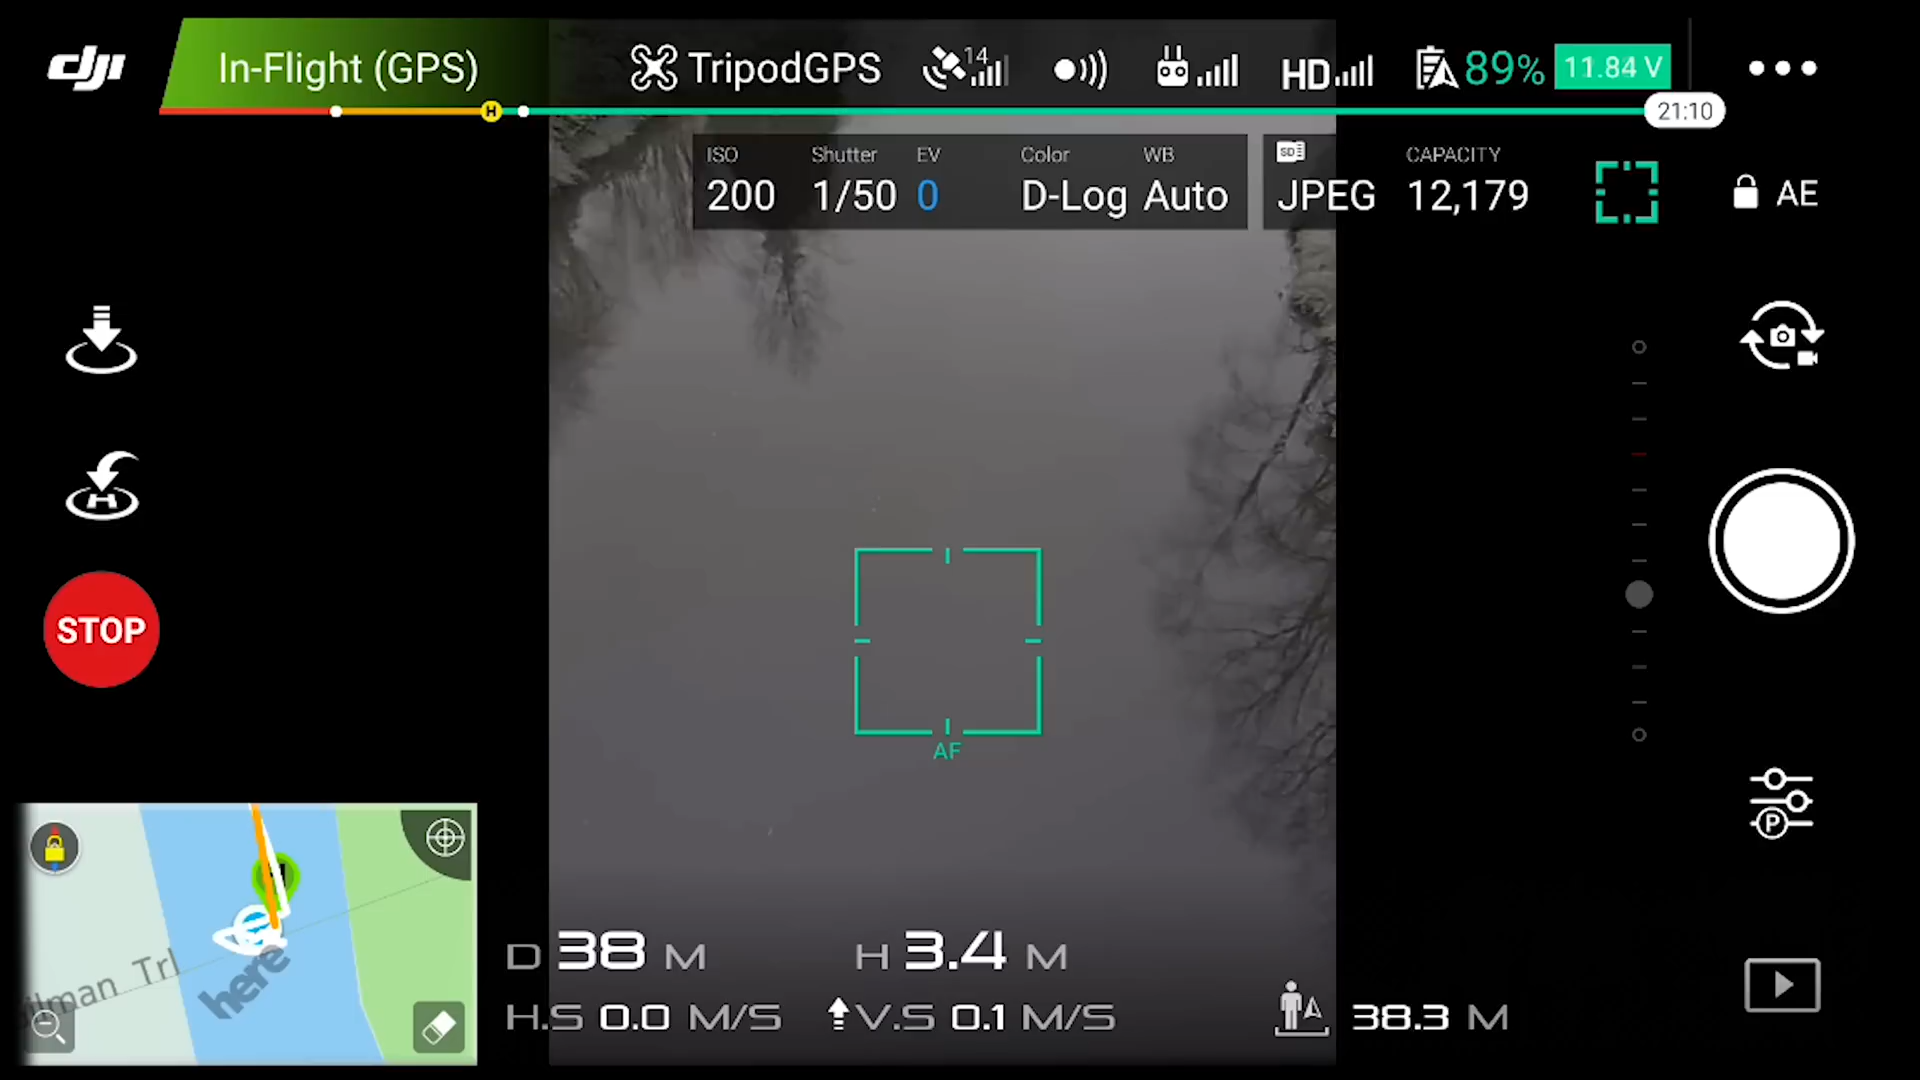 dji
In-Flight (GPS)
TripodGPS
14
HD
89%
11.84 V
H
21:10
ISO
200
Shutter
1/50
EV
0
Color
D-Log
WB
Auto
SD
JPEG
CAPACITY
12,179
AE
H
STOP
AF
P
ilman Trl
here
D 38 M
H 3.4 M
H.S 0.0 M/S
V.S 0.1 M/S
38.3 M